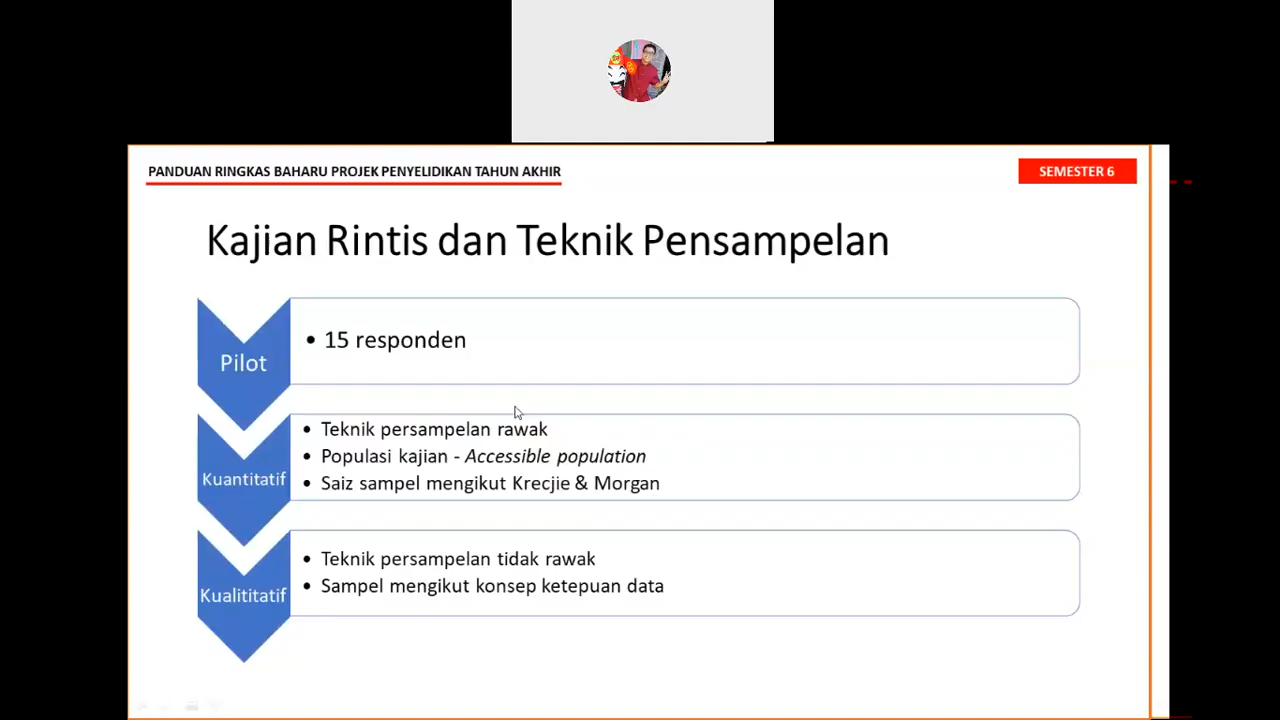 PANDUAN RINGKAS BAHARU PROJEK PENYELIDIKAN TAHUN AKHIR
SEMESTER 6
Kajian Rintis dan Teknik Pensampelan
Pilot
• 15 responden
Kuantitatif
• Teknik persampelan rawak
• Populasi kajian - Accessible population
• Saiz sampel mengikut Krecjie & Morgan
Kualititatif
• Teknik persampelan tidak rawak
• Sampel mengikut konsep ketepuan data